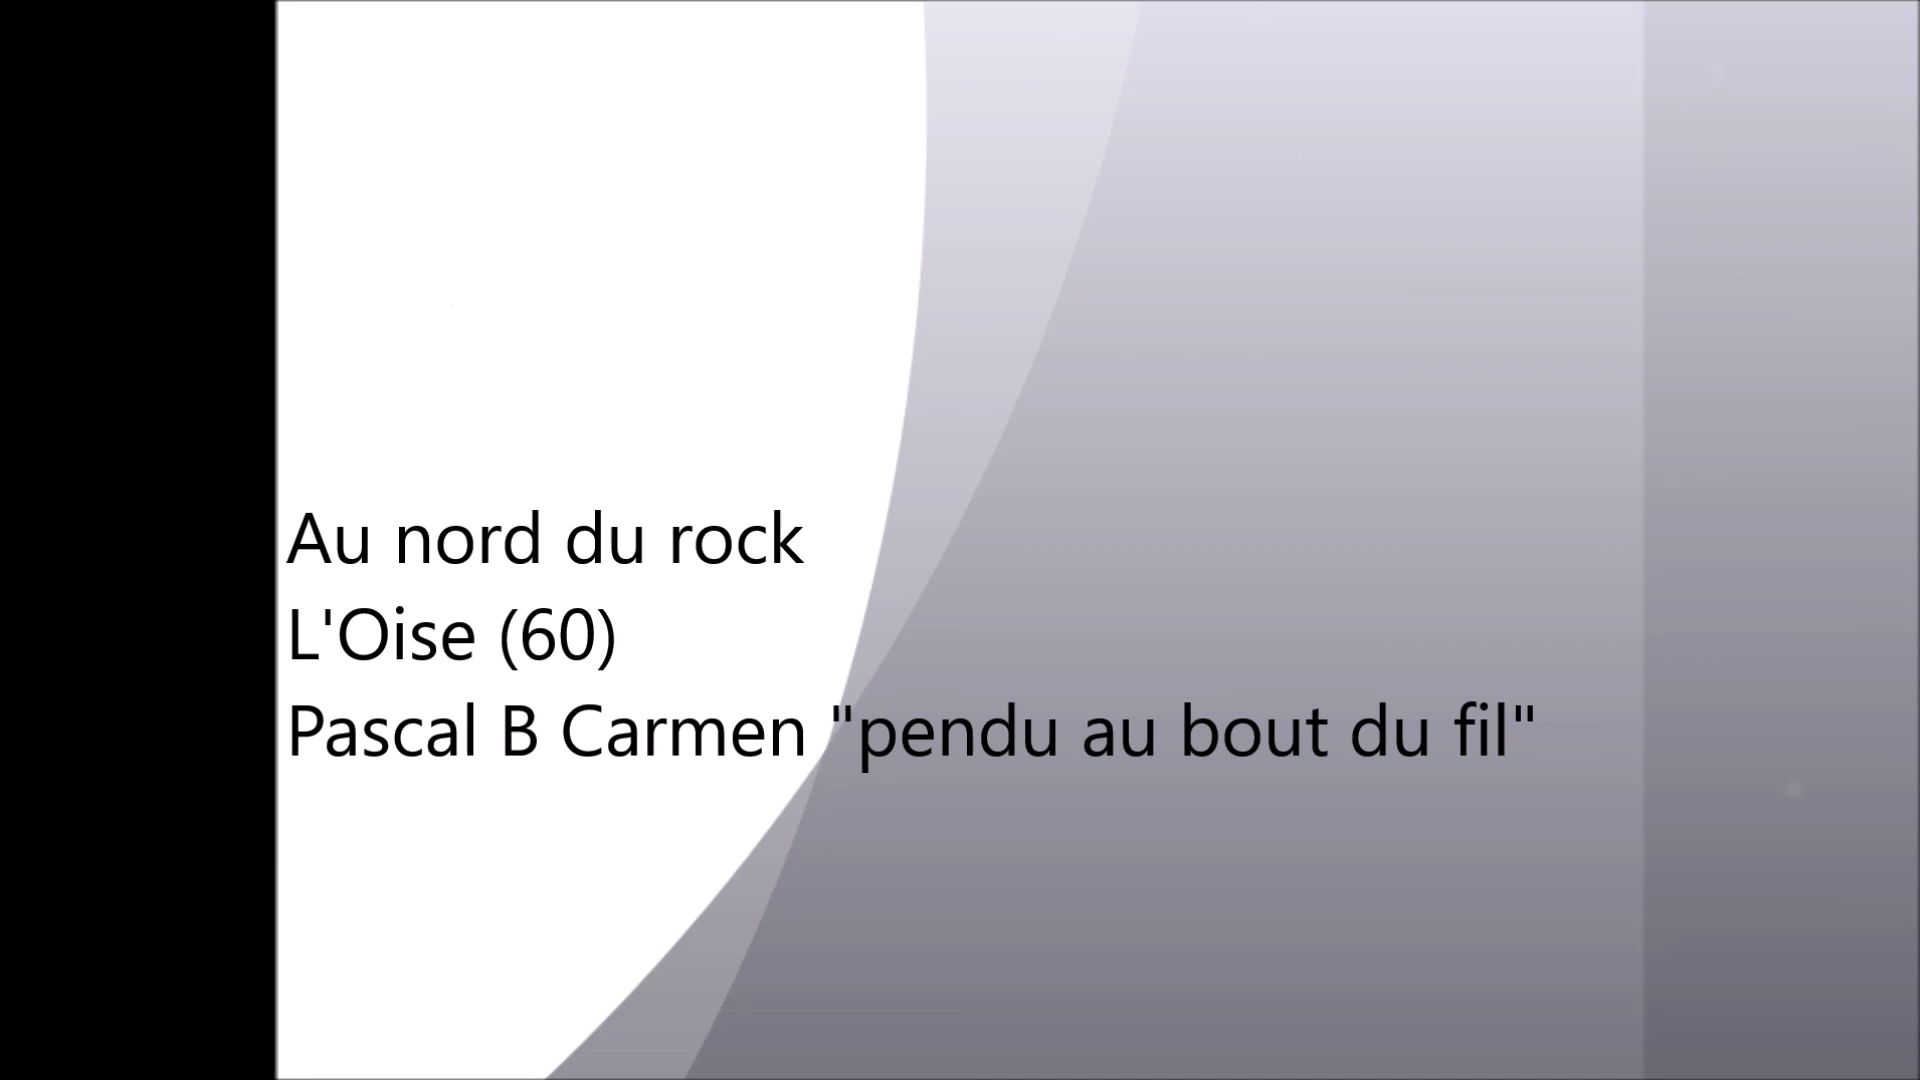 Au nord du rock
L'Oise (60)
Pascal B Carmen "pendu au bout du fil"